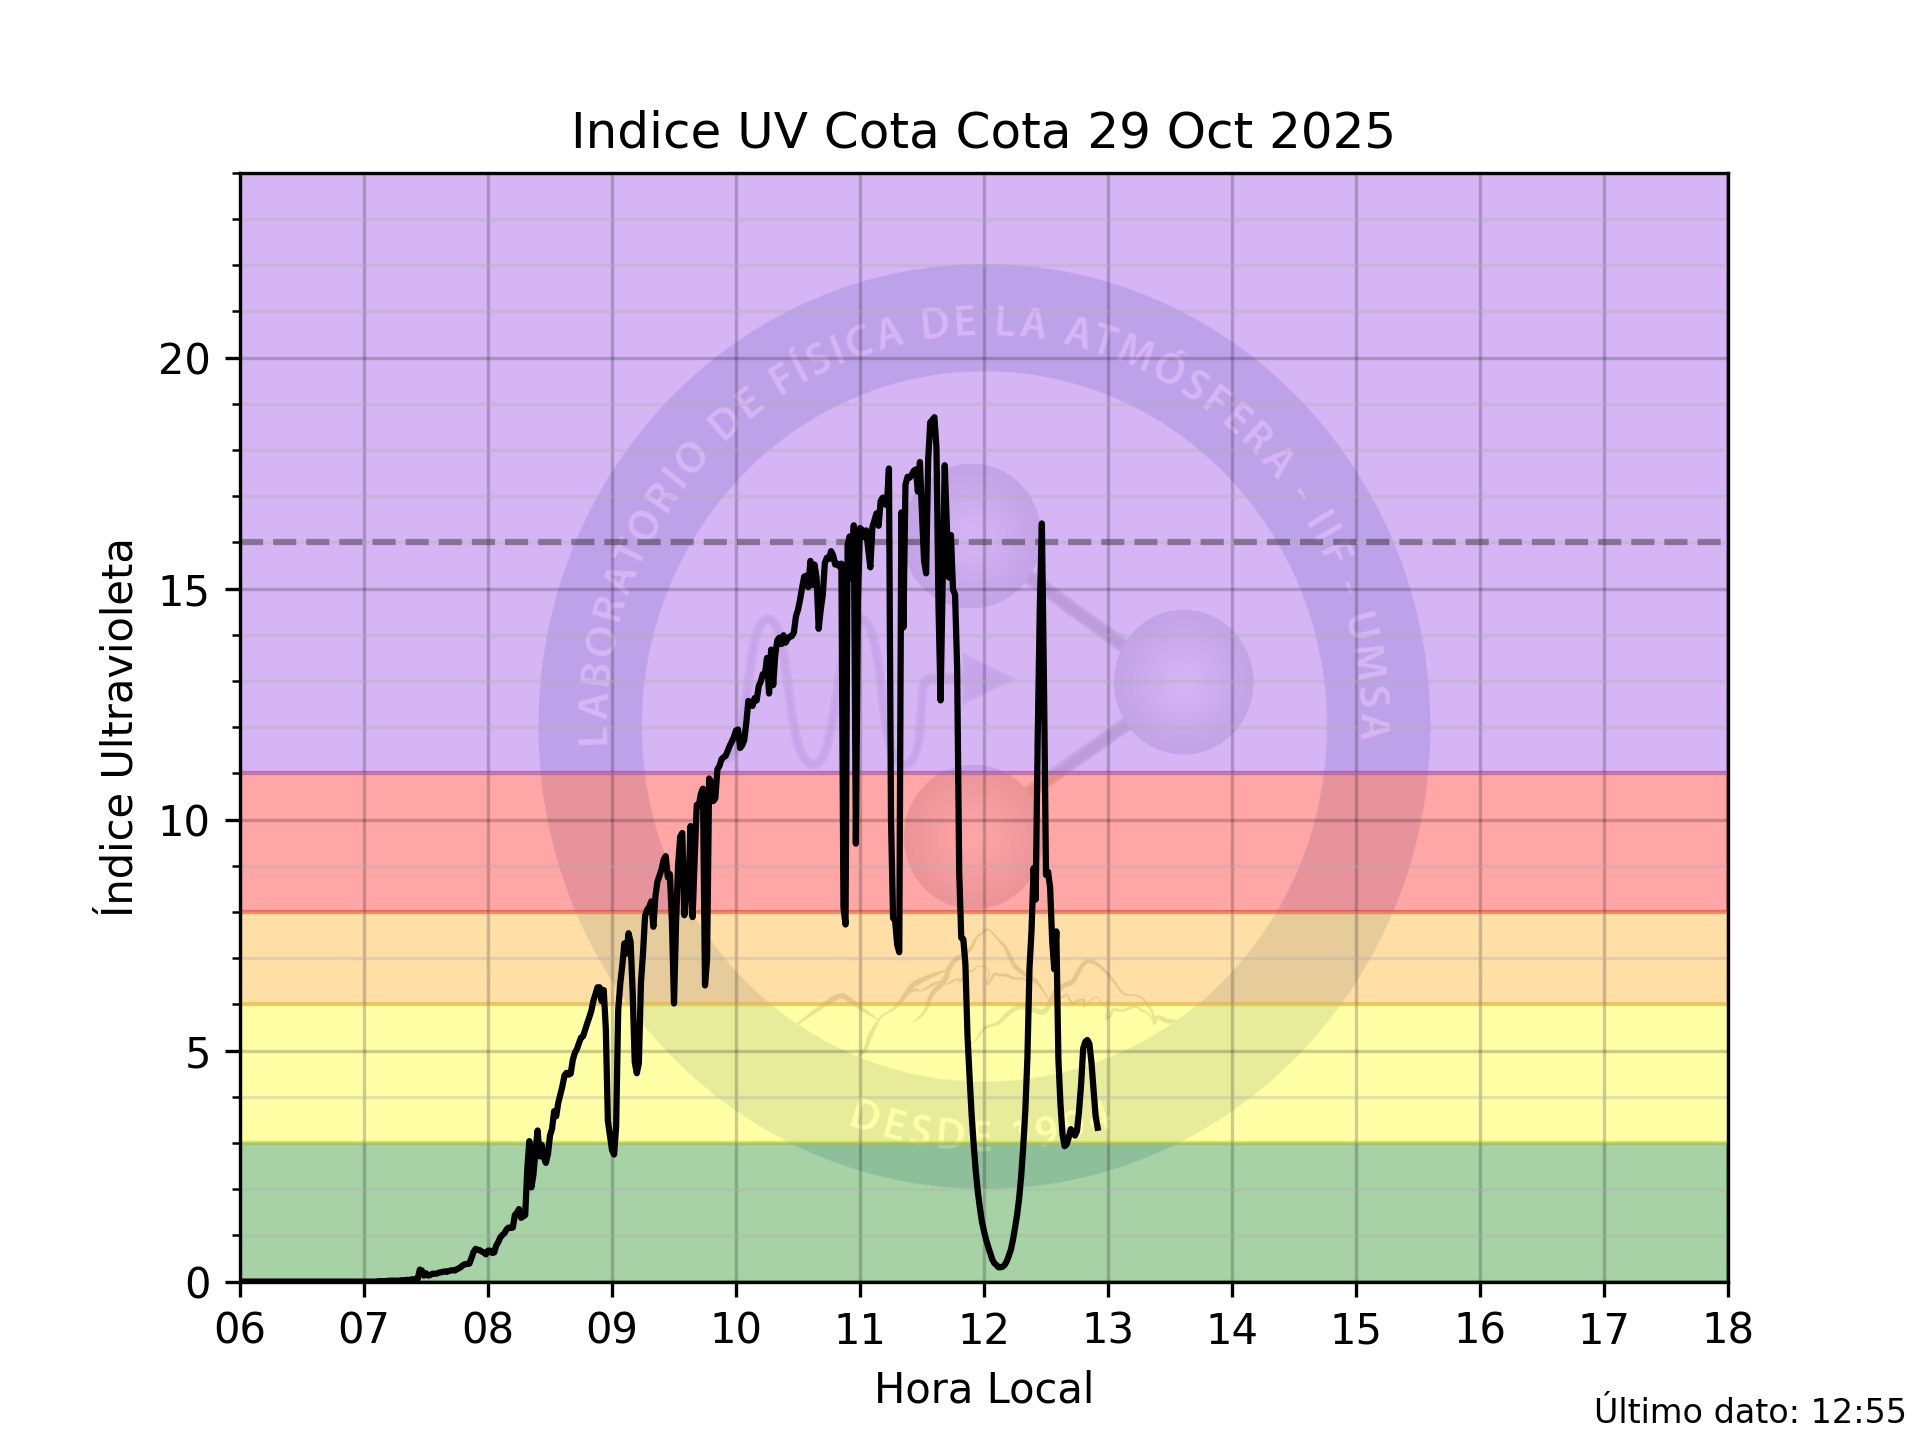 Indice UV Cota Cota 29 Oct 2025
LABORATORIO DE FÍSICA DE LA ATMÓSFERA - IIF - UMSA
20
15
10
5
0
Índice Ultravioleta
DESDE
06 07 08 09 10 11 12 13 14 15 16 17 18
Hora Local
Último dato: 12:55